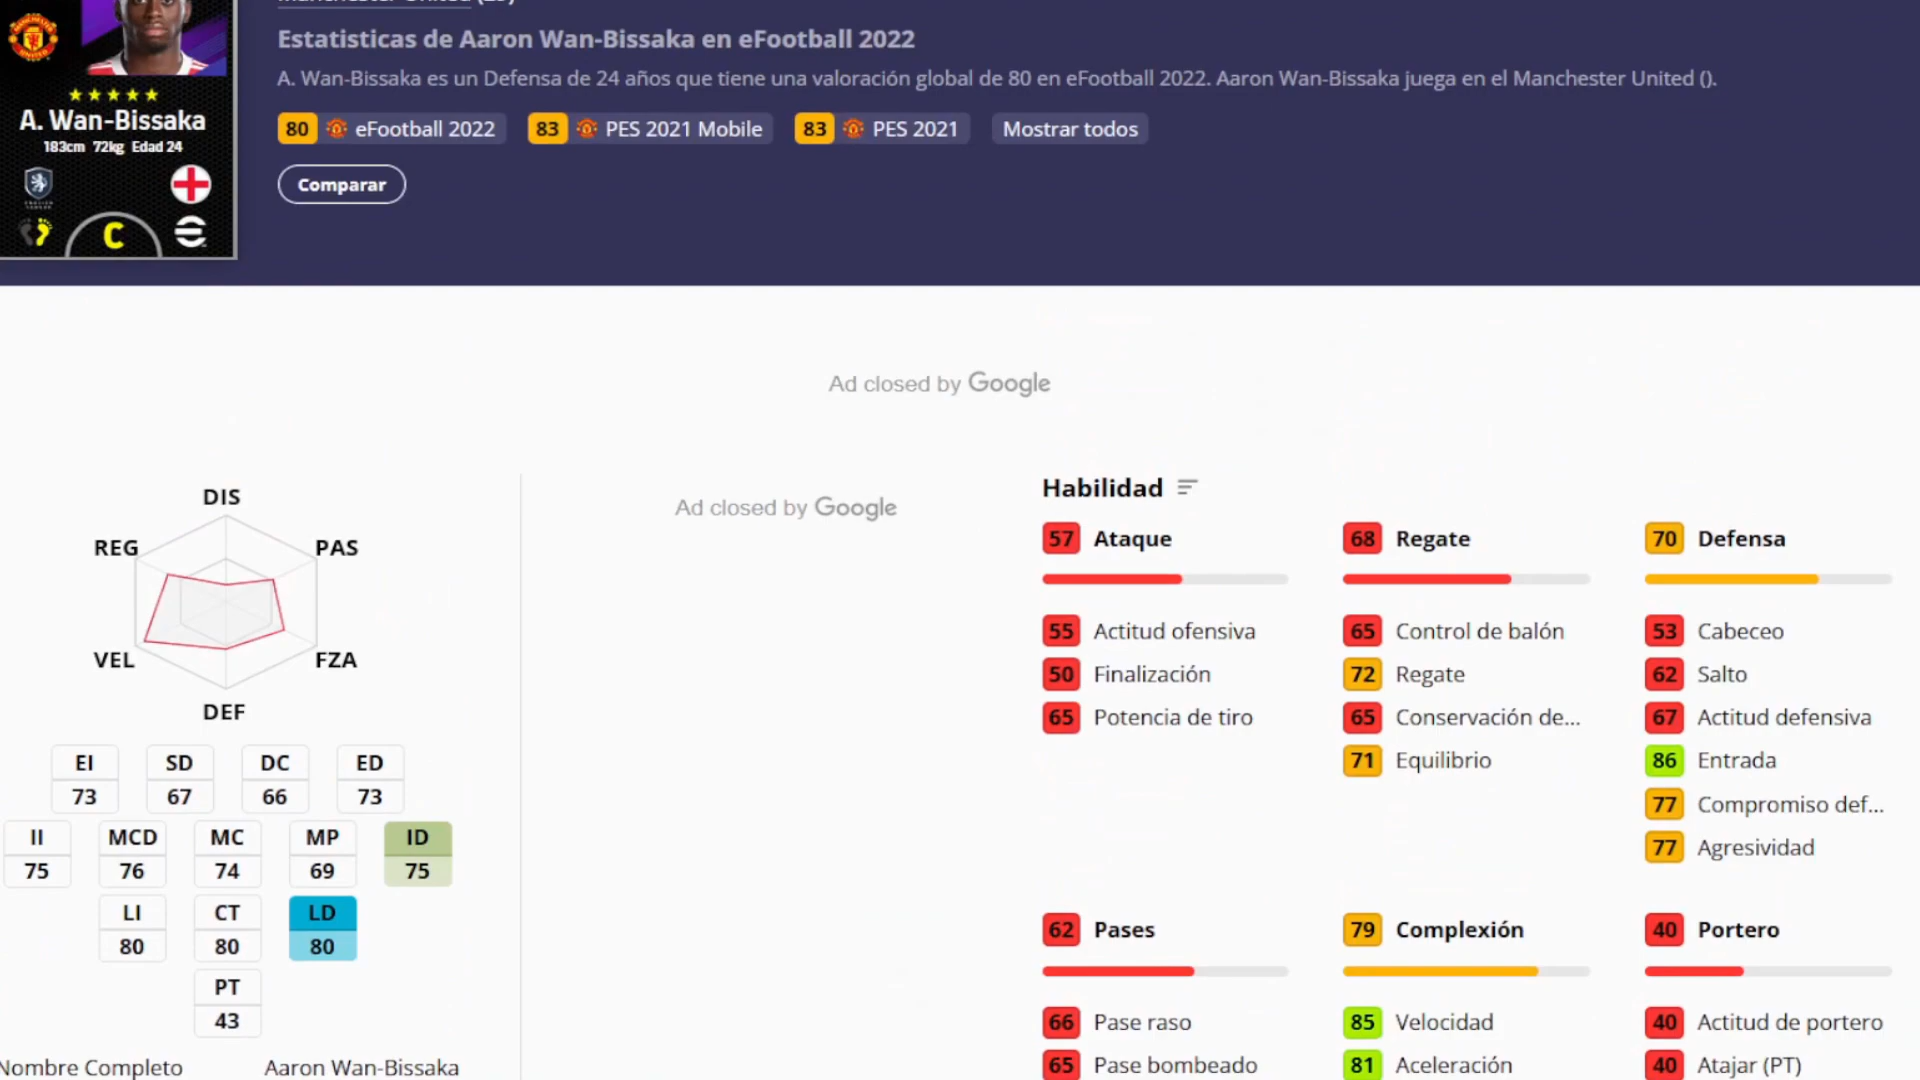 Estatisticas de Aaron Wan-Bissaka en eFootball 2022
A. Wan-Bissaka es un Defensa de 24 años que tiene una valoración global de 80 en eFootball 2022. Aaron Wan-Bissaka juega en el Manchester United ().
80 eFootball 2022 83 PES 2021 Mobile 83 PES 2021 Mostrar todos
Comparar
A. Wan-Bissaka
183cm 72kg Edad 24
C
Ad closed by Google
Ad closed by Google
DIS
REG PAS
VEL FZA
DEF
EI SD DC ED
73 67 66 73
II MCD MC MP ID
75 76 74 69 75
LI CT LD
80 80 80
PT
43
Nombre Completo Aaron Wan-Bissaka
Habilidad
57 Ataque
55 Actitud ofensiva
50 Finalización
65 Potencia de tiro
68 Regate
65 Control de balón
72 Regate
65 Conservación de...
71 Equilibrio
70 Defensa
53 Cabeceo
62 Salto
67 Actitud defensiva
86 Entrada
77 Compromiso def...
77 Agresividad
62 Pases
66 Pase raso
65 Pase bombeado
79 Complexión
85 Velocidad
81 Aceleración
40 Portero
40 Actitud de portero
40 Atajar (PT)